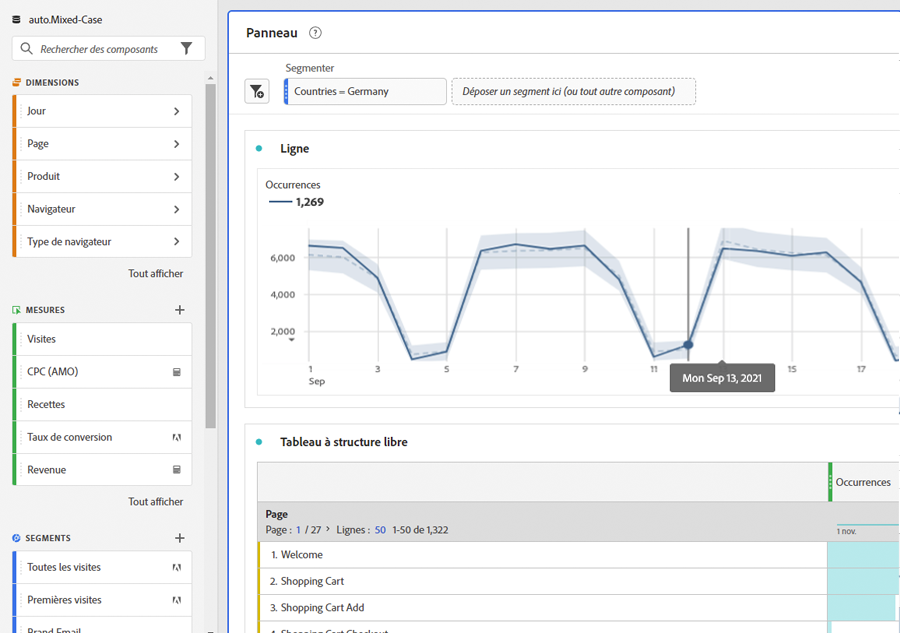 auto.Mixed-Case
Rechercher des composants
DIMENSIONS
Jour
Page
Produit
Navigateur
Type de navigateur
Tout afficher
MESURES
Visites
CPC (AMO)
Recettes
Taux de conversion
Revenue
Tout afficher
SEGMENTS
Toutes les visites
Premières visites
Brand Email
Panneau
Segmenter
Countries = Germany
Déposer un segment ici (ou tout autre composant)
Ligne
Occurrences
1,269
6,000
4,000
2,000
1 3 5 7 9 11 15 17
Sep
Mon Sep 13, 2021
Tableau à structure libre
Occurrences
Page
Page : 1 / 27 > Lignes : 50 1-50 de 1,322
1 nov.
1. Welcome
2. Shopping Cart
3. Shopping Cart Add
4. Shopping Cart Checkout